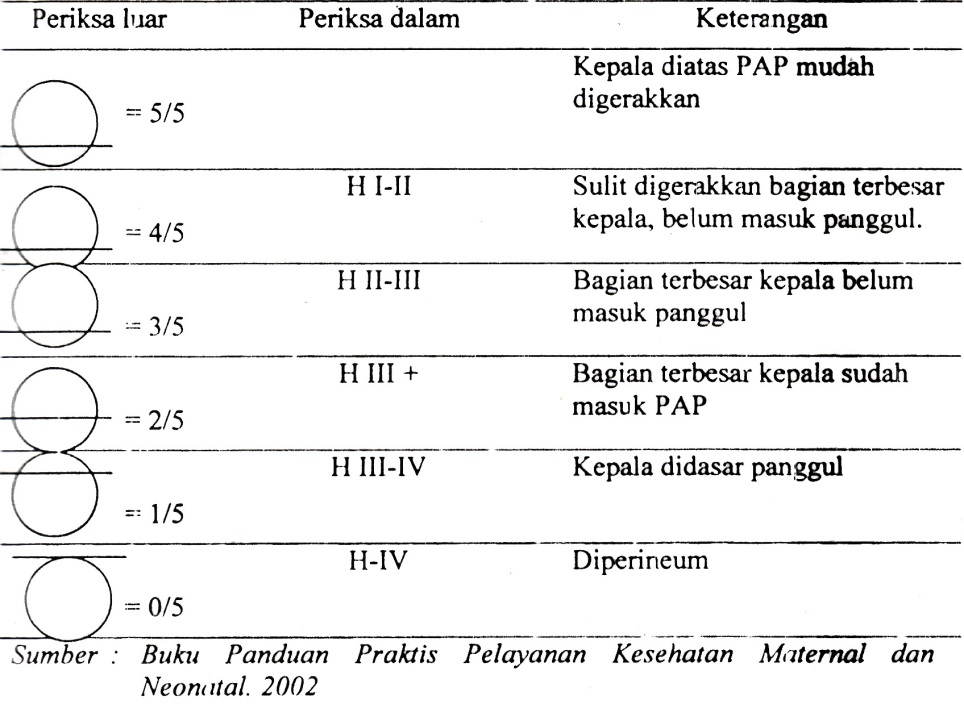 Periksa luar Periksa dalam Keterangan
= 5/5 Kepala diatas PAP mudah
digerakkan
= 4/5 H I-II Sulit digerakkan bagian terbesar
kepala, belum masuk panggul.
= 3/5 H II-III Bagian terbesar kepala belum
masuk panggul
= 2/5 H III + Bagian terbesar kepala sudah
masuk PAP
= 1/5 H III-IV Kepala didasar panggul
= 0/5 H-IV Diperineum
Sumber : Buku Panduan Praktis Pelayanan Kesehatan Maternal dan
Neonatal. 2002